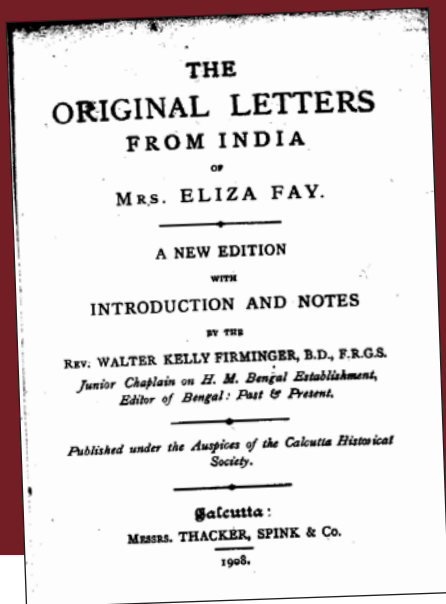 THE
ORIGINAL LETTERS
FROM INDIA
OF
MRS. ELIZA FAY.
A NEW EDITION
WITH
INTRODUCTION AND NOTES
BY THE
REV. WALTER KELLY FIRMINGER, B.D., F.R.G.S.
Junior Chaplain on H. M. Bengal Establishment,
Editor of Bengal: Past & Present.
Published under the Auspices of the Calcutta Historical
Society.
Calcutta:
MESSRS. THACKER, SPINK & CO.
1908.